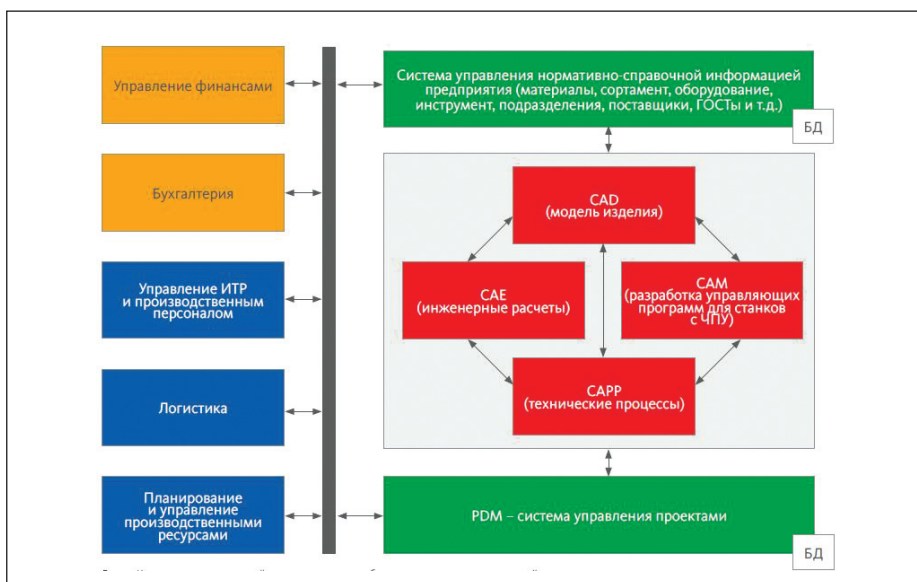 Управление финансами
Бухгалтерия
Управление ИТР
и производственным
персоналом
Логистика
Планирование
и управление
производственными
ресурсами
Система управления нормативно-справочной информацией
предприятия (материалы, сортамент, оборудование,
инструмент, подразделения, поставщики, ГОСТы и т.д.)
БД
CAD
(модель изделия)
CAE
(инженерные расчеты)
CAM
(разработка управляющих
программ для станков
с ЧПУ)
CAPP
(технические процессы)
PDM – система управления проектами
БД